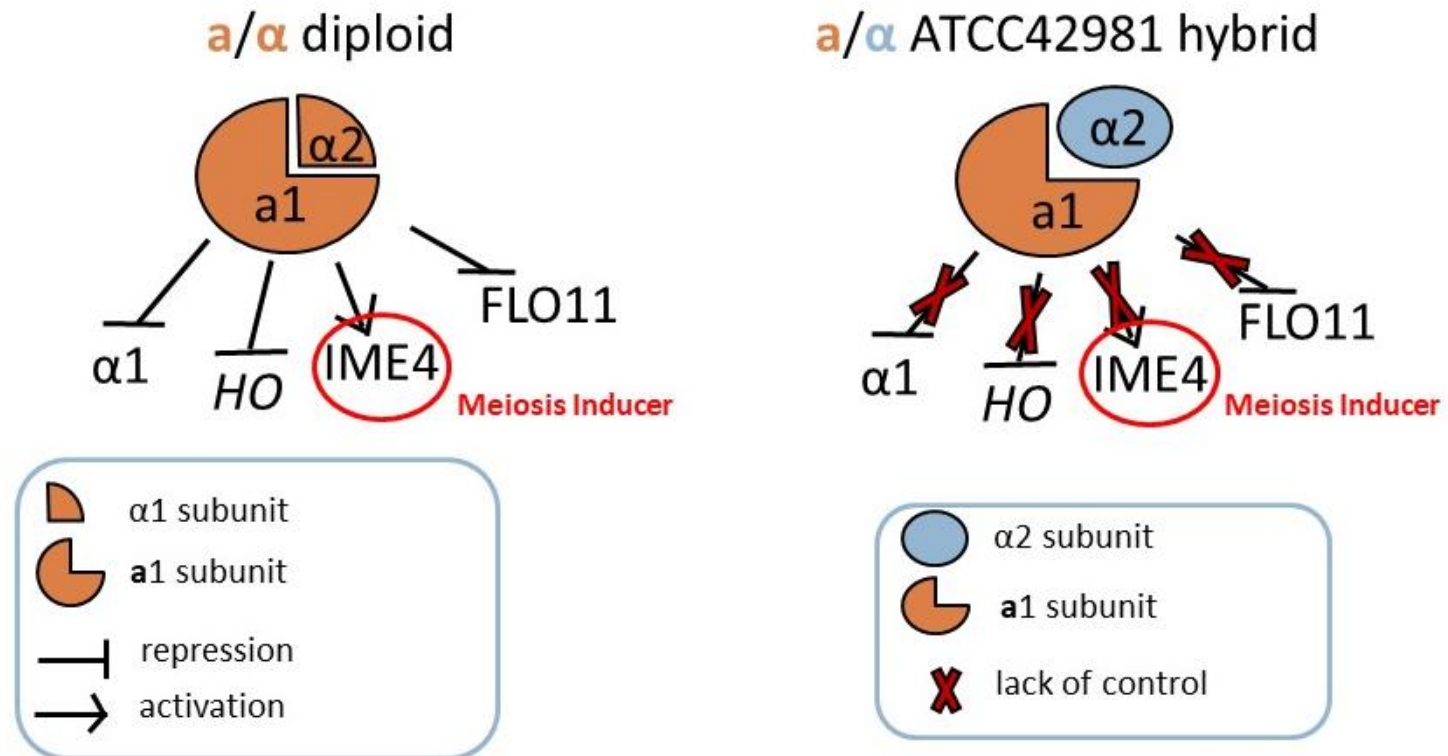 a/α diploid
α2
a1
α1
HO
IME4
FLO11
Meiosis Inducer
α1 subunit
a1 subunit
repression
activation
a/α ATCC42981 hybrid
α2
a1
α1
HO
IME4
FLO11
Meiosis Inducer
α2 subunit
a1 subunit
lack of control